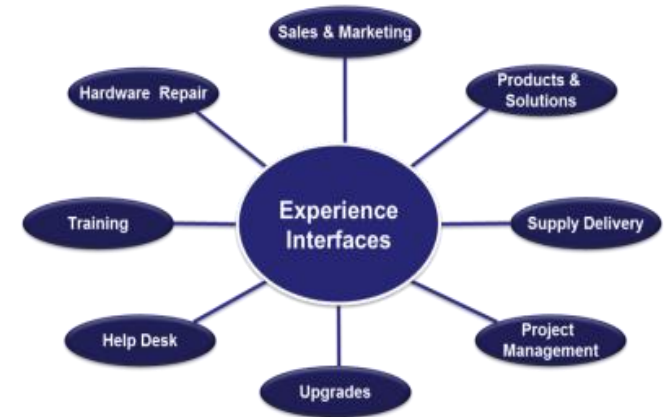 Sales & Marketing
Products &
Solutions
Hardware Repair
Experience
Interfaces
Training
Supply Delivery
Help Desk
Project
Management
Upgrades